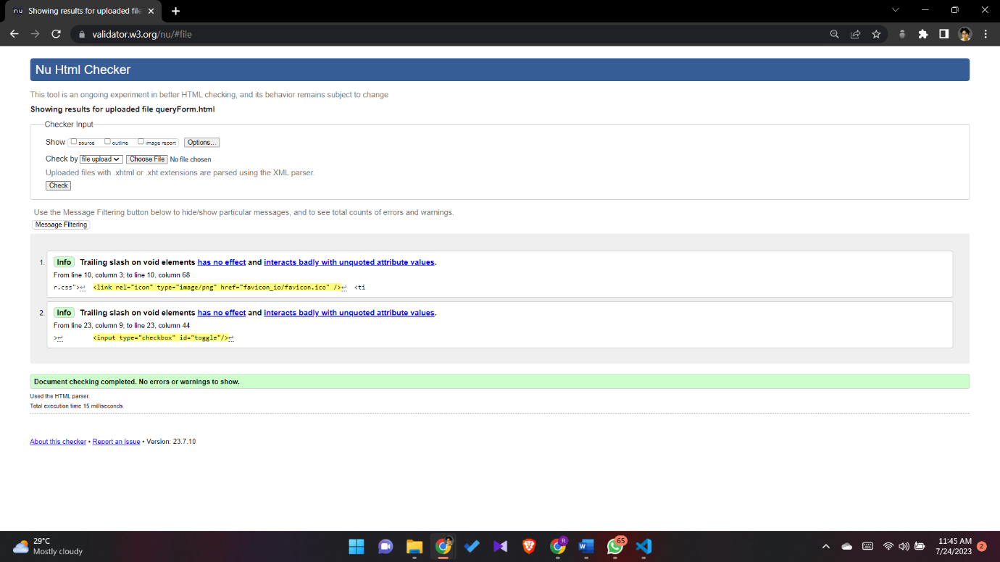 nu Showing results for uploaded file
validator.w3.org/nu/#file
Nu Html Checker
This tool is an ongoing experiment in better HTML checking, and its behavior remains subject to change
Showing results for uploaded file queryForm.html
Checker Input
Show source outline image report Options...
Check by file upload Choose File No file chosen
Uploaded files with .xhtml or .xht extensions are parsed using the XML parser.
Check
Use the Message Filtering button below to hide/show particular messages, and to see total counts of errors and warnings.
Message Filtering
1. Info Trailing slash on void elements has no effect and interacts badly with unquoted attribute values.
From line 10, column 3; to line 10, column 68
r.css">↩ <link rel="icon" type="image/png" href="favicon_io/favicon.ico" />↩ <ti
2. Info Trailing slash on void elements has no effect and interacts badly with unquoted attribute values.
From line 23, column 9; to line 23, column 44
>↩ <input type="checkbox" id="toggle"/>↩
Document checking completed. No errors or warnings to show.
Used the HTML parser.
Total execution time 15 milliseconds.
About this checker • Report an issue • Version: 23.7.10
29°C
Mostly cloudy
R
W
65
11:45 AM
7/24/2023
2